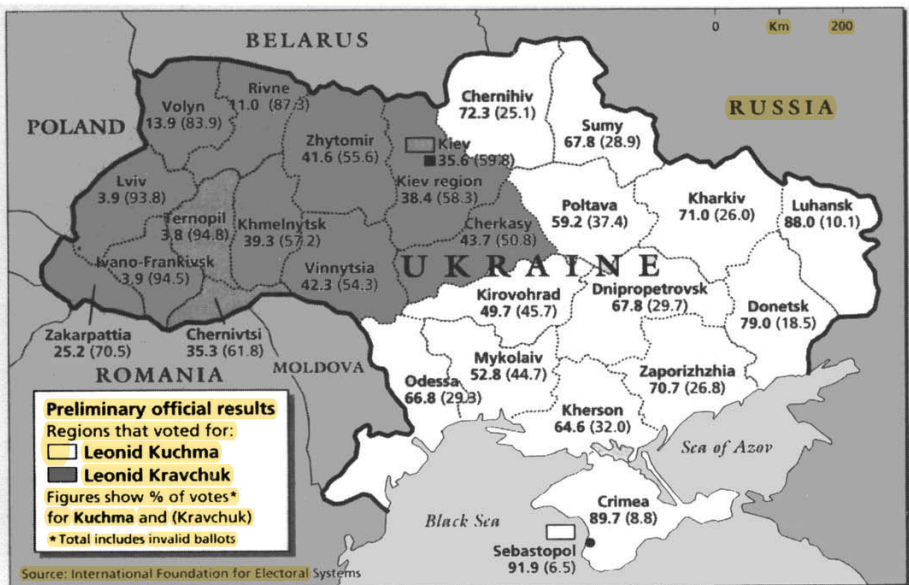 0 Km 200
BELARUS
POLAND
RUSSIA
Volyn
13.9 (83.9)
Rivne
11.0 (87.3)
Zhytomir
41.6 (55.6)
Kiev
35.6 (59.8)
Kiev region
38.4 (58.3)
Chernihiv
72.3 (25.1)
Sumy
67.8 (28.9)
Lviv
3.9 (93.8)
Ternopil
3.8 (94.8)
Khmelnytsk
39.3 (57.2)
Cherkasy
43.7 (50.8)
Poltava
59.2 (37.4)
Kharkiv
71.0 (26.0)
Luhansk
88.0 (10.1)
Ivano-Frankivsk
3.9 (94.5)
Vinnytsia
42.3 (54.3)
UKRAINE
Kirovohrad
49.7 (45.7)
Dnipropetrovsk
67.8 (29.7)
Donetsk
79.0 (18.5)
Zakarpattia
25.2 (70.5)
Chernivtsi
35.3 (61.8)
ROMANIA
MOLDOVA
Odessa
66.8 (29.3)
Mykolaiv
52.8 (44.7)
Zaporizhzhia
70.7 (26.8)
Kherson
64.6 (32.0)
Sea of Azov
Black Sea
Crimea
89.7 (8.8)
Sebastopol
91.9 (6.5)
Preliminary official results
Regions that voted for:
Leonid Kuchma
Leonid Kravchuk
Figures show % of votes*
for Kuchma and (Kravchuk)
*Total includes invalid ballots
Source: International Foundation for Electoral Systems